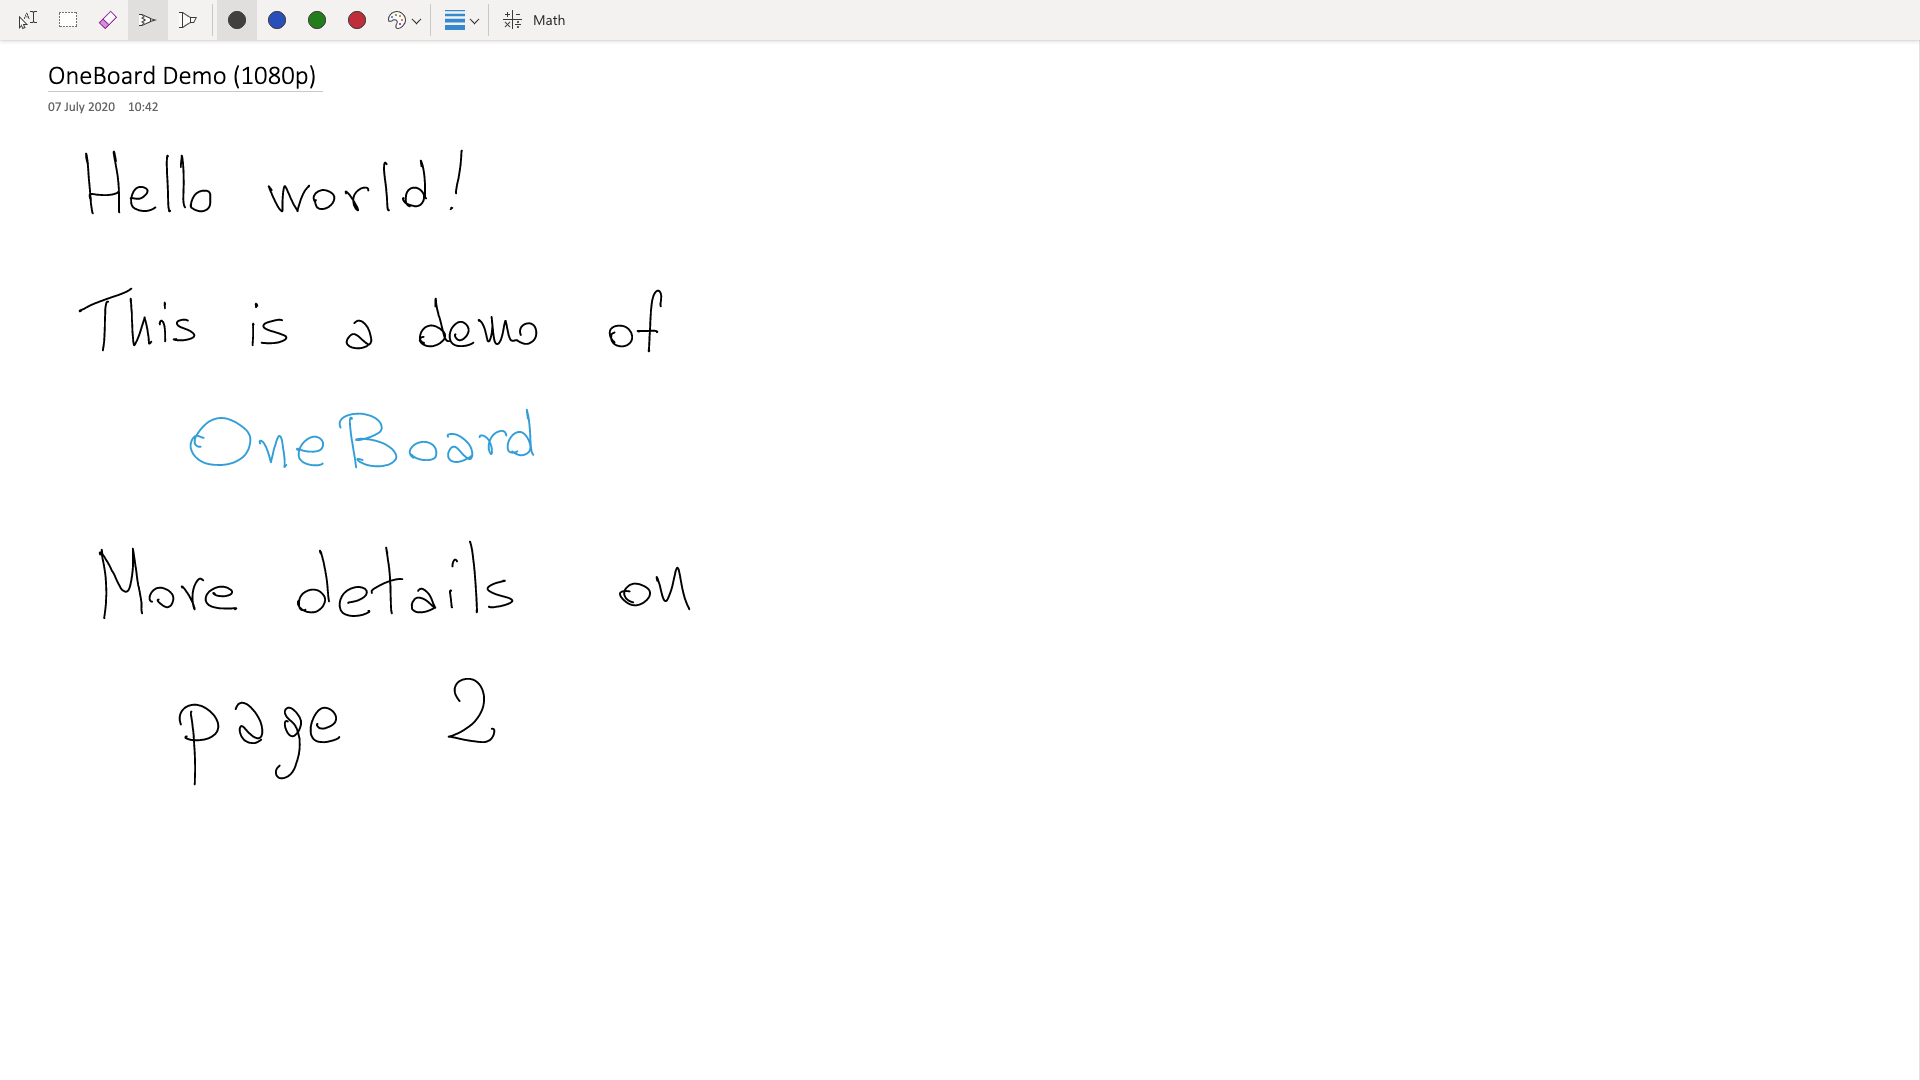 Math
OneBoard Demo (1080p)
07 July 2020 10:42
Hello world!
This is a demo of
OneBoard
More details on
page 2